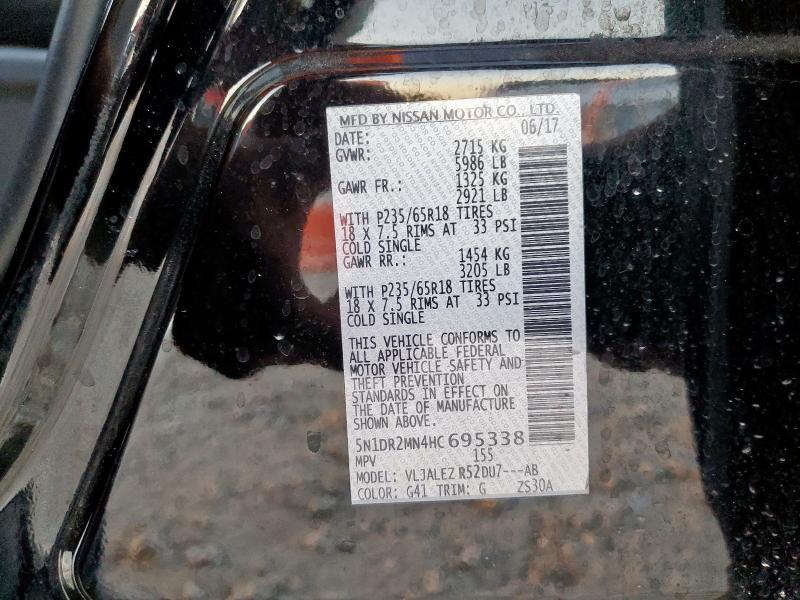 MFD BY NISSAN MOTOR CO., LTD.
DATE: 06/17
GVWR: 2715 KG
5986 LB
GAWR FR.: 1325 KG
2921 LB
WITH P235/65R18 TIRES
18 X 7.5 RIMS AT 33 PSI
COLD SINGLE
GAWR RR.: 1454 KG
3205 LB
WITH P235/65R18 TIRES
18 X 7.5 RIMS AT 33 PSI
COLD SINGLE
THIS VEHICLE CONFORMS TO
ALL APPLICABLE FEDERAL
MOTOR VEHICLE SAFETY AND
THEFT PREVENTION
STANDARDS IN EFFECT ON
THE DATE OF MANUFACTURE
SHOWN ABOVE.
5N1DR2MN4HC695338
MPV 155
MODEL: VLJALEZ R52DU7---AB
COLOR: G41 TRIM: G ZS30A